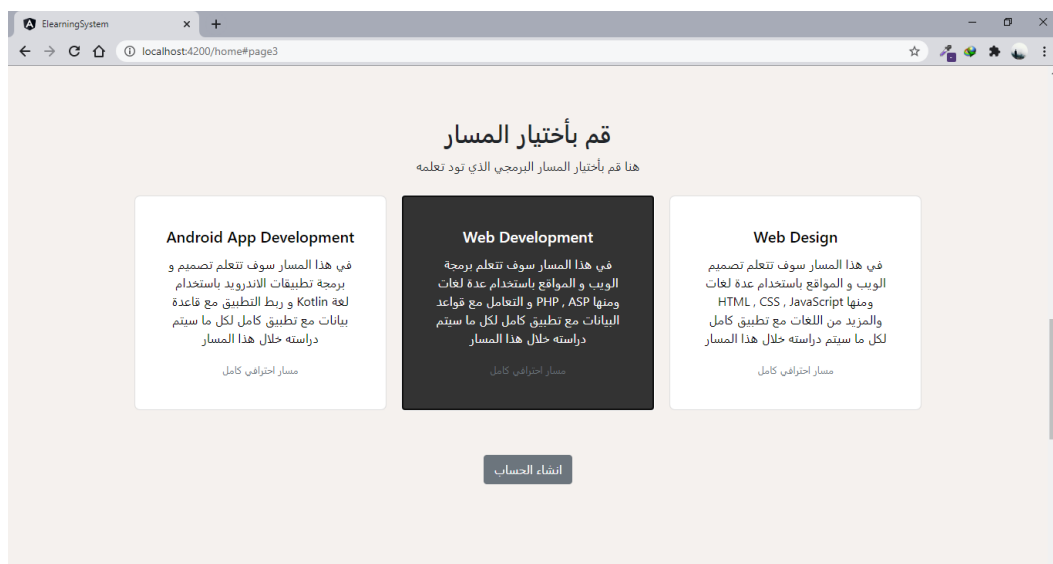 ElearningSystem
localhost:4200/home#page3
قم بأختيار المسار
هنا قم بأختيار المسار البرمجي الذي تود تعلمه
Web Design
في هذا المسار سوف تتعلم تصميم
الويب و المواقع باستخدام عدة لغات
ومنها HTML , CSS , JavaScript
والمزيد من اللغات مع تطبيق كامل
لكل ما سيتم دراسته خلال هذا المسار
مسار احترافي كامل
Web Development
في هذا المسار سوف تتعلم برمجة
الويب و المواقع باستخدام عدة لغات
ومنها PHP , ASP و التعامل مع قواعد
البيانات مع تطبيق كامل لكل ما سيتم
دراسته خلال هذا المسار
مسار احترافي كامل
Android App Development
في هذا المسار سوف تتعلم تصميم و
برمجة تطبيقات الاندرويد باستخدام
لغة Kotlin و ربط التطبيق مع قاعدة
بيانات مع تطبيق كامل لكل ما سيتم
دراسته خلال هذا المسار
مسار احترافي كامل
انشاء الحساب